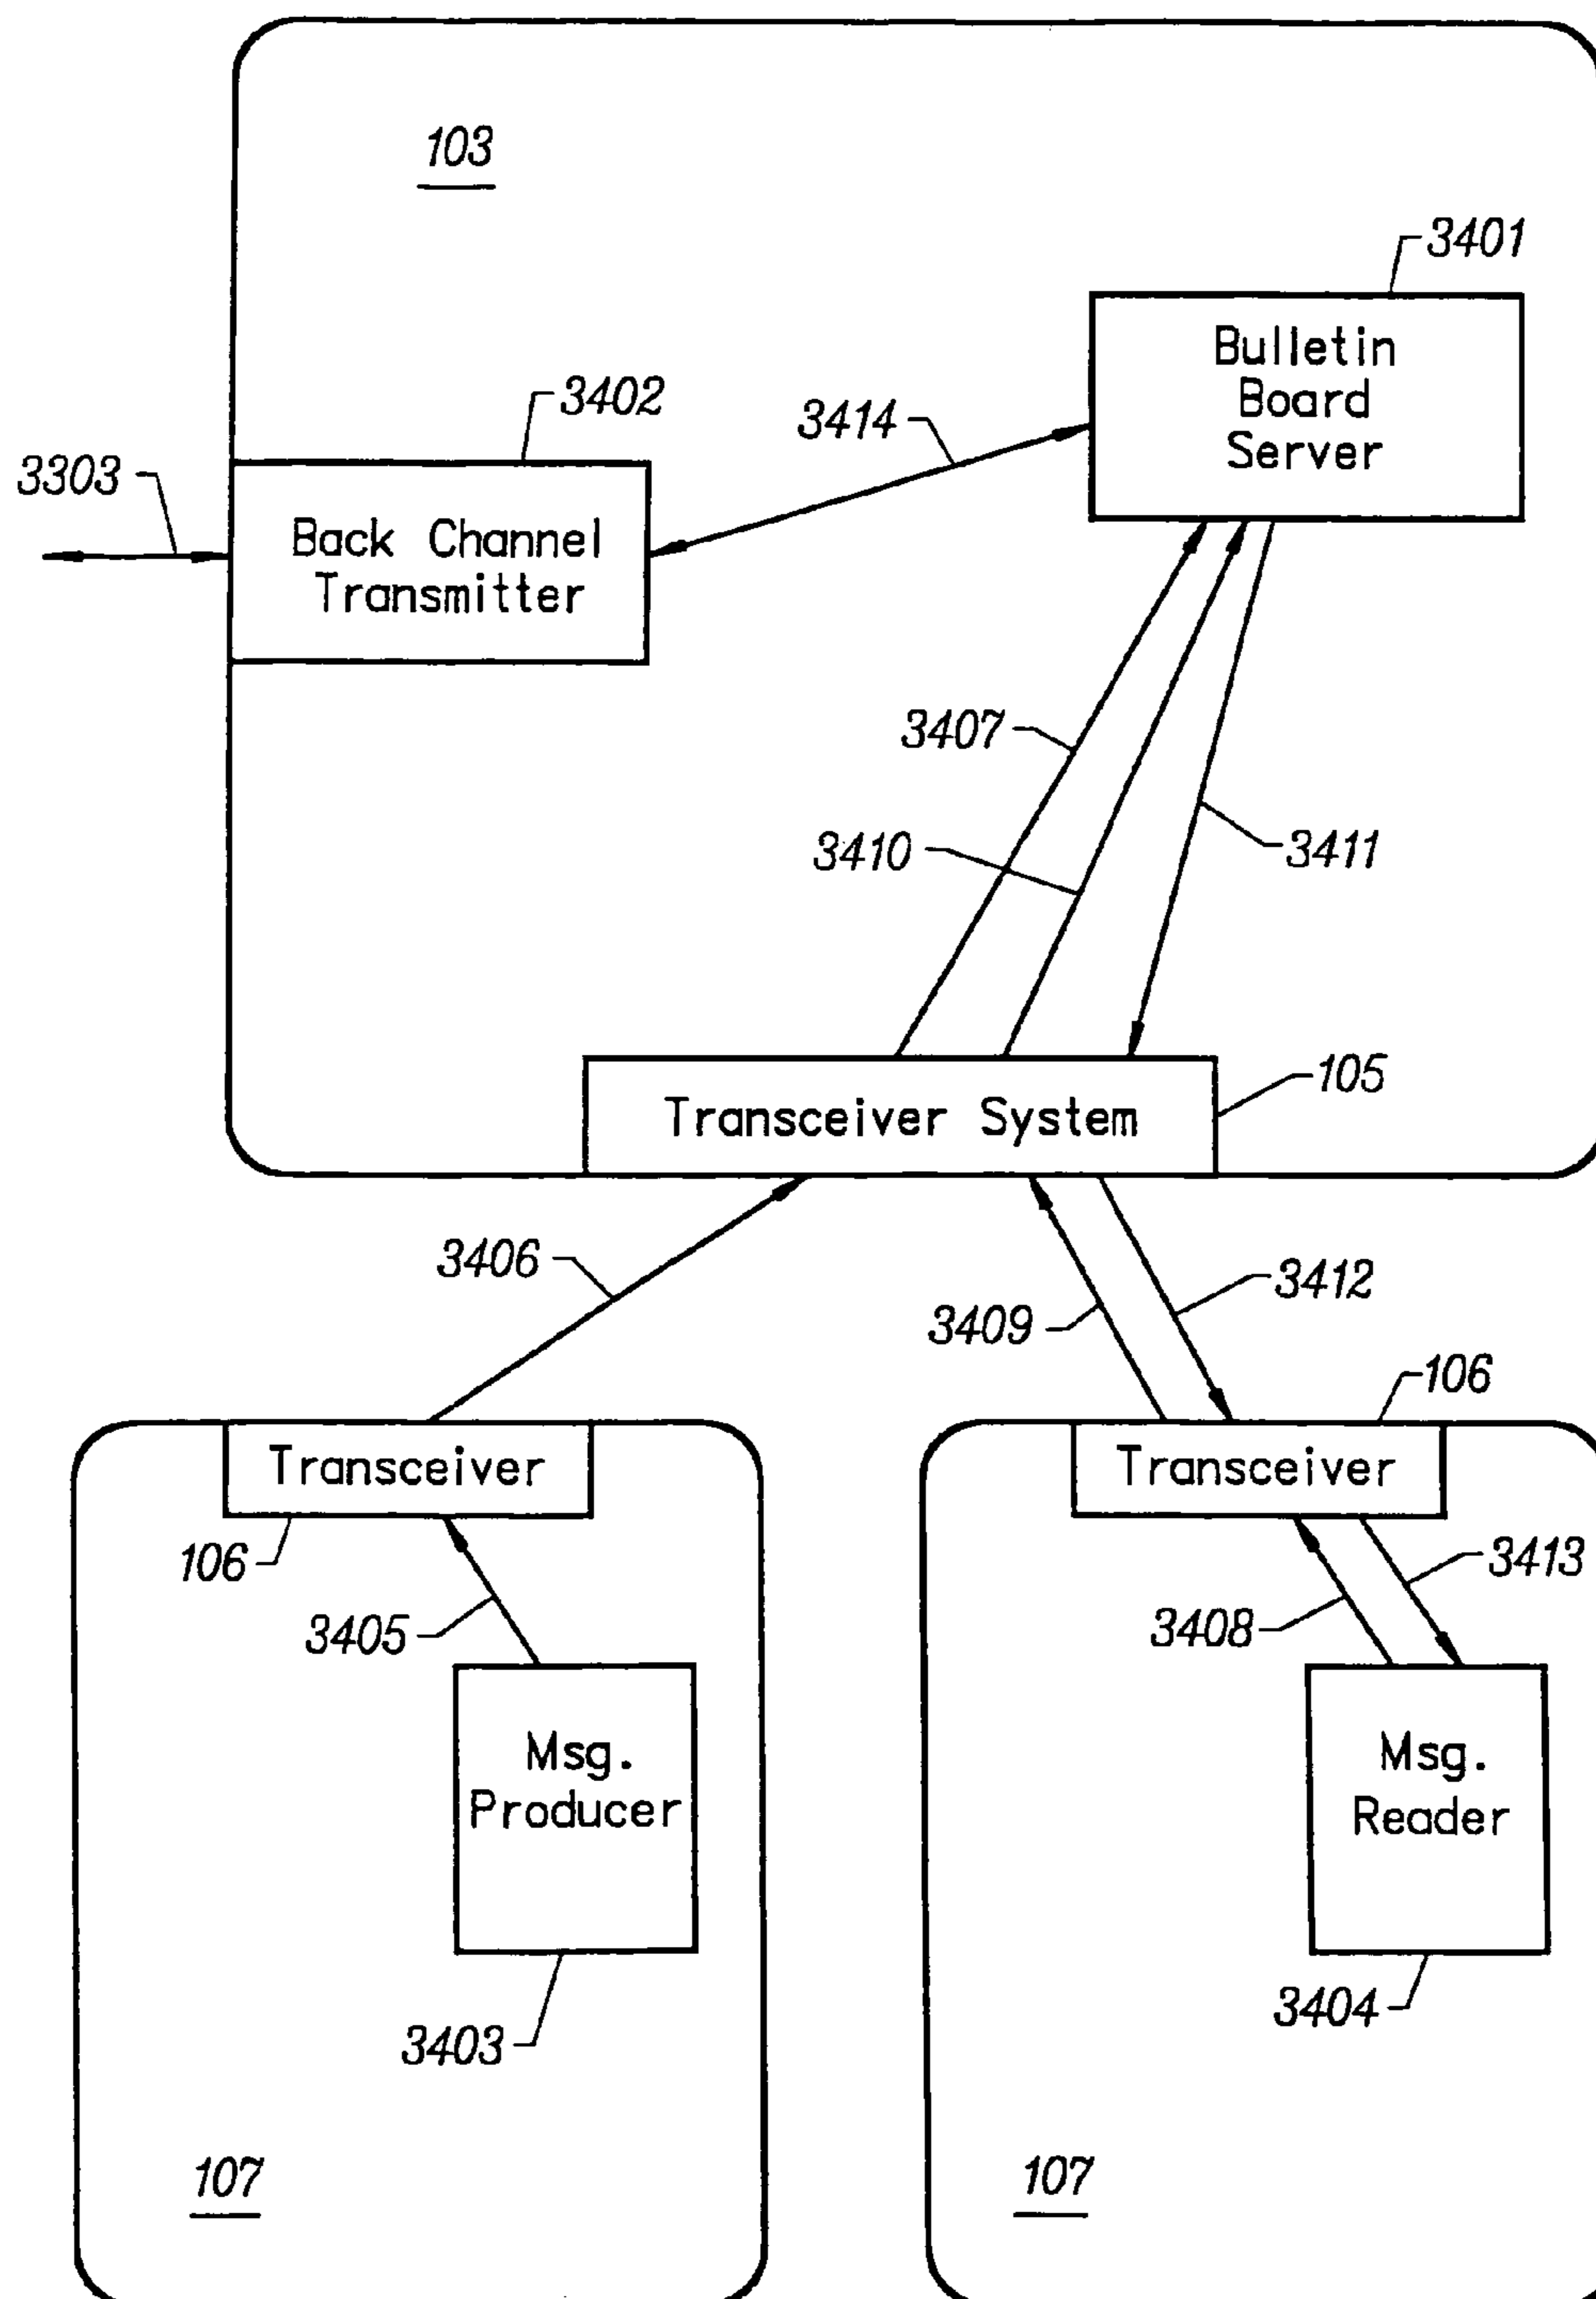 103
3401
Bulletin
Board
Server
3402
3414
3303
Back Channel
Transmitter
3407
3410
3411
105
Transceiver System
3406
3412
3409
106
Transceiver
Transceiver
106
3413
3405
3408
Msg.
Producer
Msg.
Reader
3403
3404
107
107